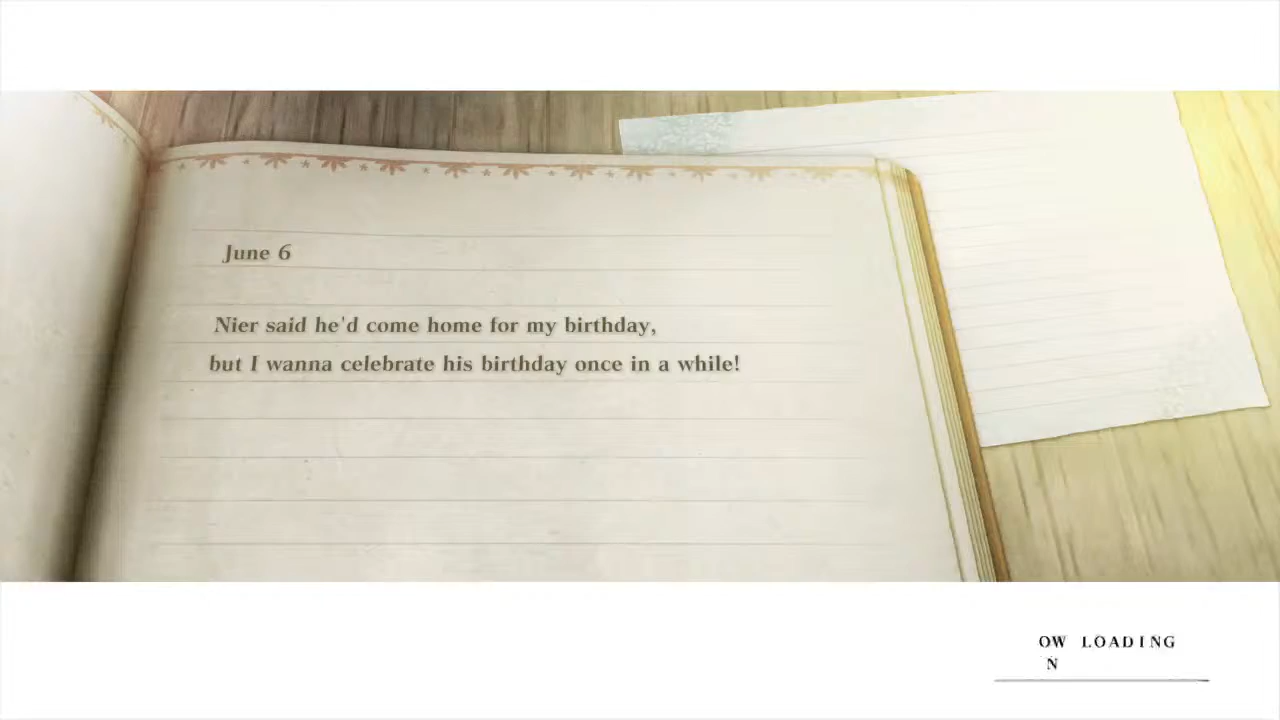 June 6
Nier said he'd come home for my birthday,
but I wanna celebrate his birthday once in a while!
OW LOADING
N